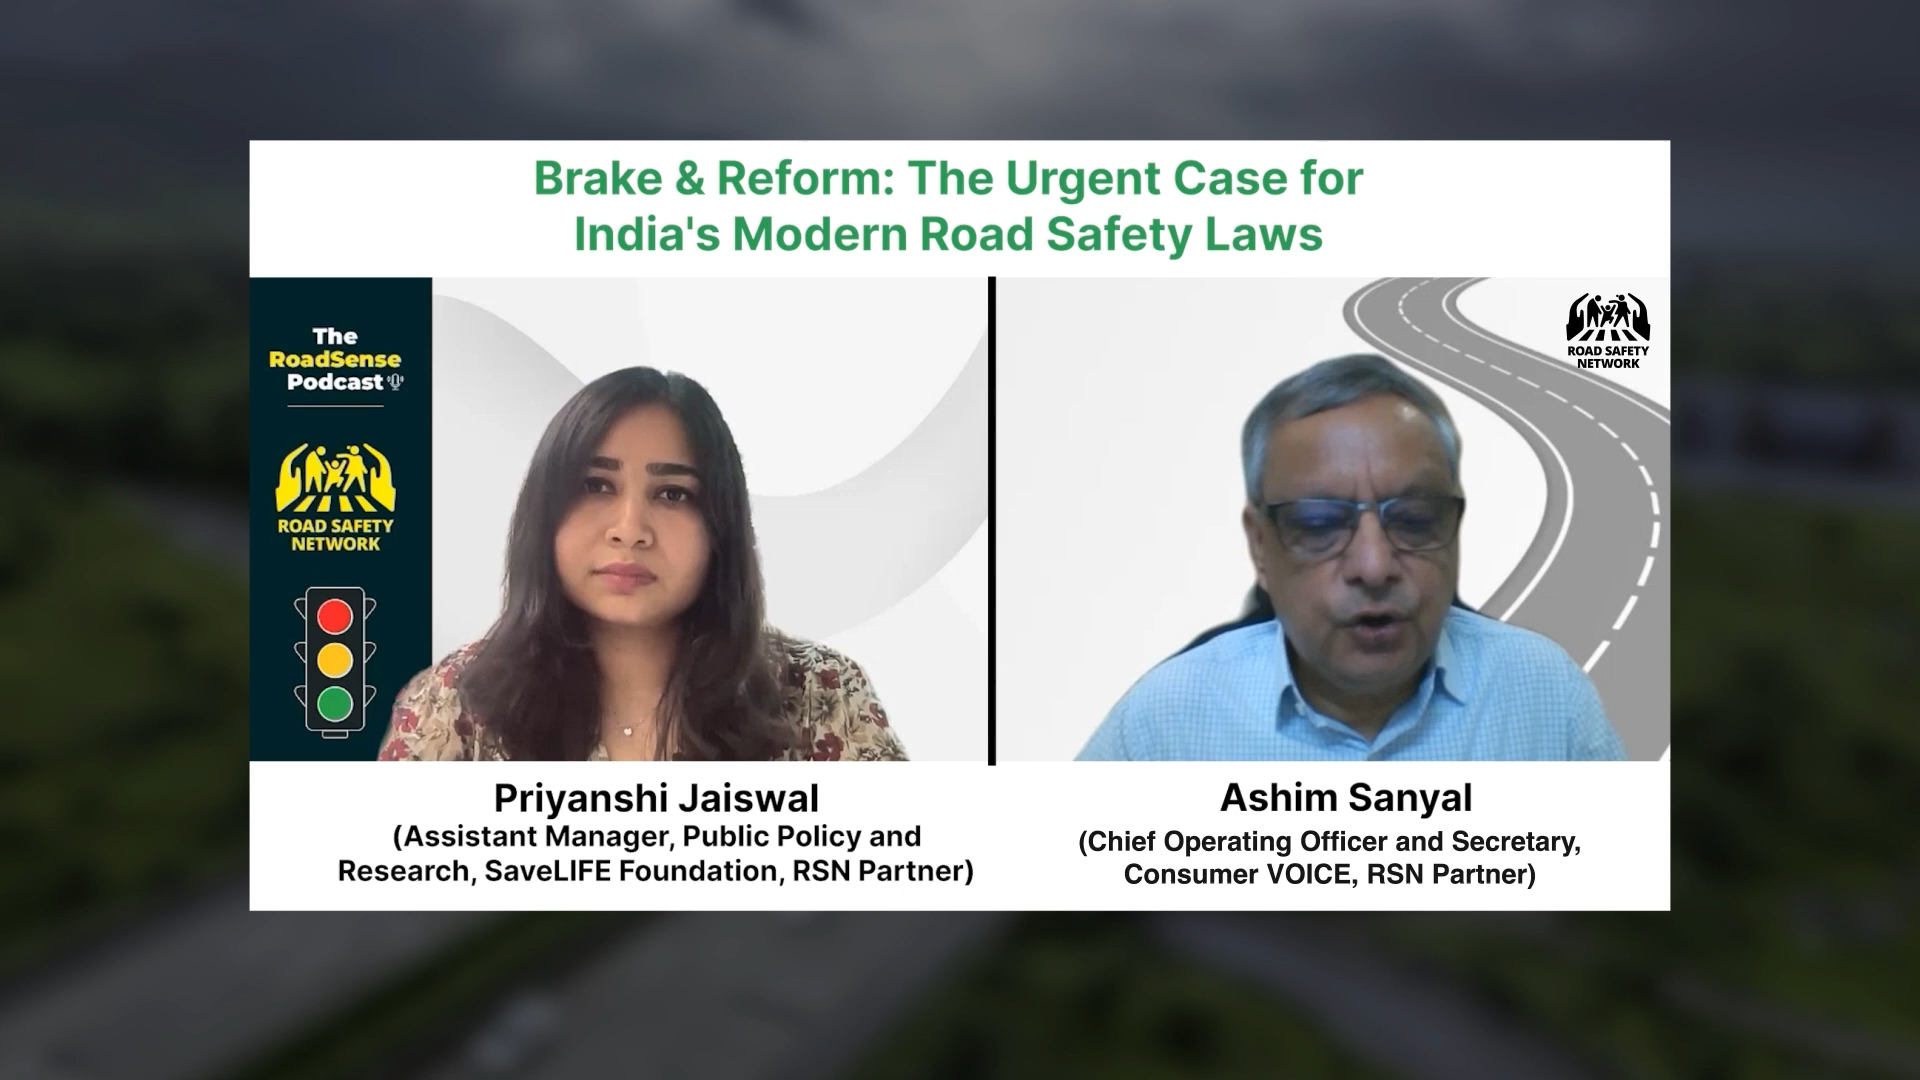 Brake & Reform: The Urgent Case for
India's Modern Road Safety Laws
The
RoadSense
Podcast
ROAD SAFETY
NETWORK
ROAD SAFETY
NETWORK
Priyanshi Jaiswal
(Assistant Manager, Public Policy and
Research, SaveLIFE Foundation, RSN Partner)
Ashim Sanyal
(Chief Operating Officer and Secretary,
Consumer VOICE, RSN Partner)